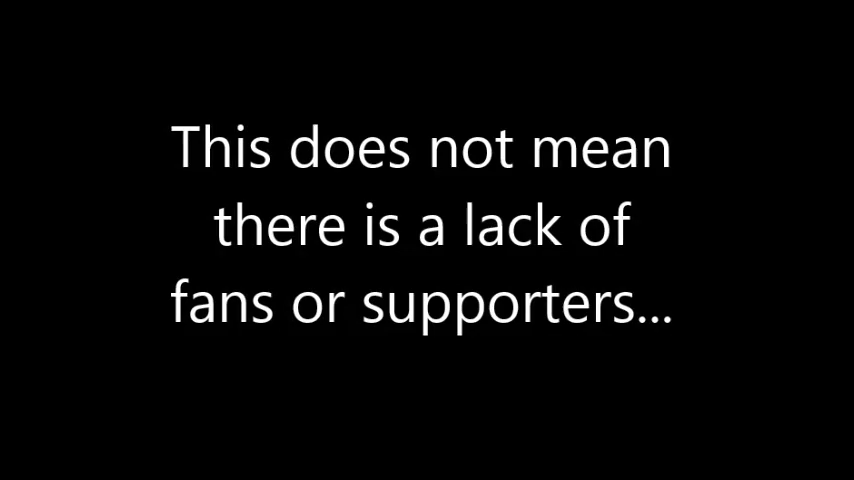 This does not mean
there is a lack of
fans or supporters...